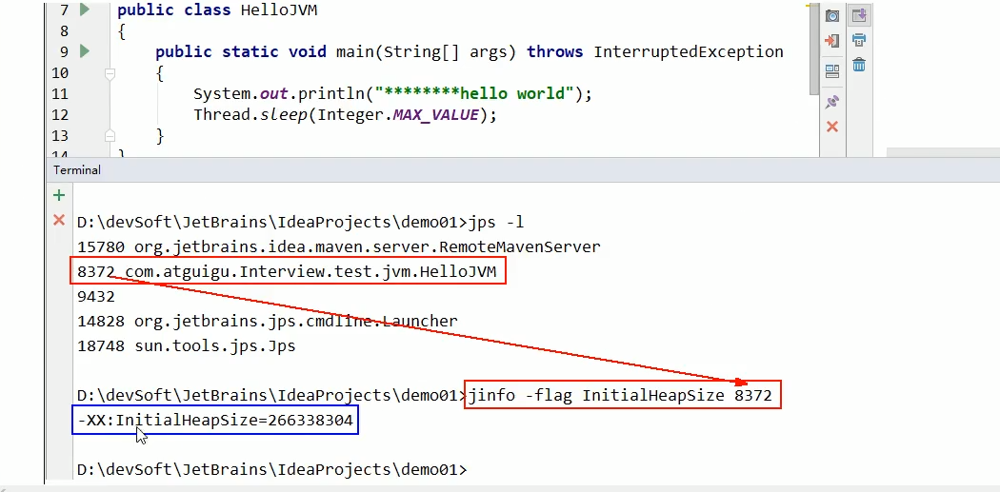 7 public class HelloJVM
8 {
9 public static void main(String[] args) throws InterruptedException
10 {
11 System.out.println("********hello world");
12 Thread.sleep(Integer.MAX_VALUE);
13 }
14 }
Terminal
D:\devSoft\JetBrains\IdeaProjects\demo01>jps -l
15780 org.jetbrains.idea.maven.server.RemoteMavenServer
8372 com.atguigu.Interview.test.jvm.HelloJVM
9432
14828 org.jetbrains.jps.cmdline.Launcher
18748 sun.tools.jps.Jps
D:\devSoft\JetBrains\IdeaProjects\demo01>jinfo -flag InitialHeapSize 8372
-XX:InitialHeapSize=266338304
D:\devSoft\JetBrains\IdeaProjects\demo01>